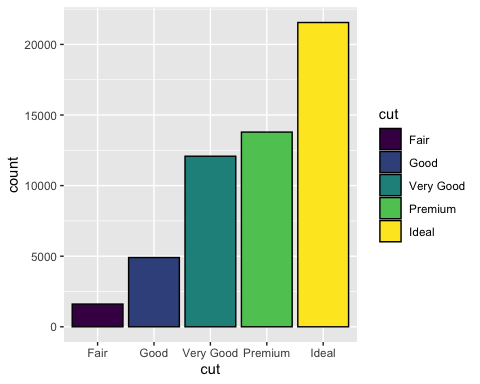 20000
15000
10000
5000
0
count
Fair Good Very Good Premium Ideal
cut
cut
Fair
Good
Very Good
Premium
Ideal